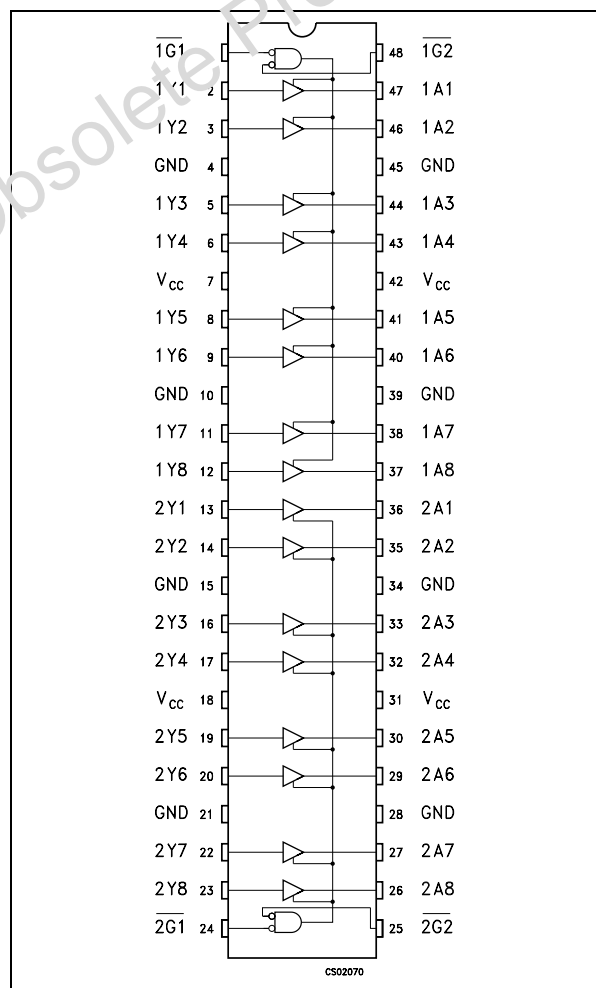 Obsolete Pro
1G1 48 1G2
1Y1 2 47 1A1
1Y2 3 46 1A2
GND 4 45 GND
1Y3 5 44 1A3
1Y4 6 43 1A4
VCC 7 42 VCC
1Y5 8 41 1A5
1Y6 9 40 1A6
GND 10 39 GND
1Y7 11 38 1A7
1Y8 12 37 1A8
2Y1 13 36 2A1
2Y2 14 35 2A2
GND 15 34 GND
2Y3 16 33 2A3
2Y4 17 32 2A4
VCC 18 31 VCC
2Y5 19 30 2A5
2Y6 20 29 2A6
GND 21 28 GND
2Y7 22 27 2A7
2Y8 23 26 2A8
2G1 24 25 2G2
CS02070